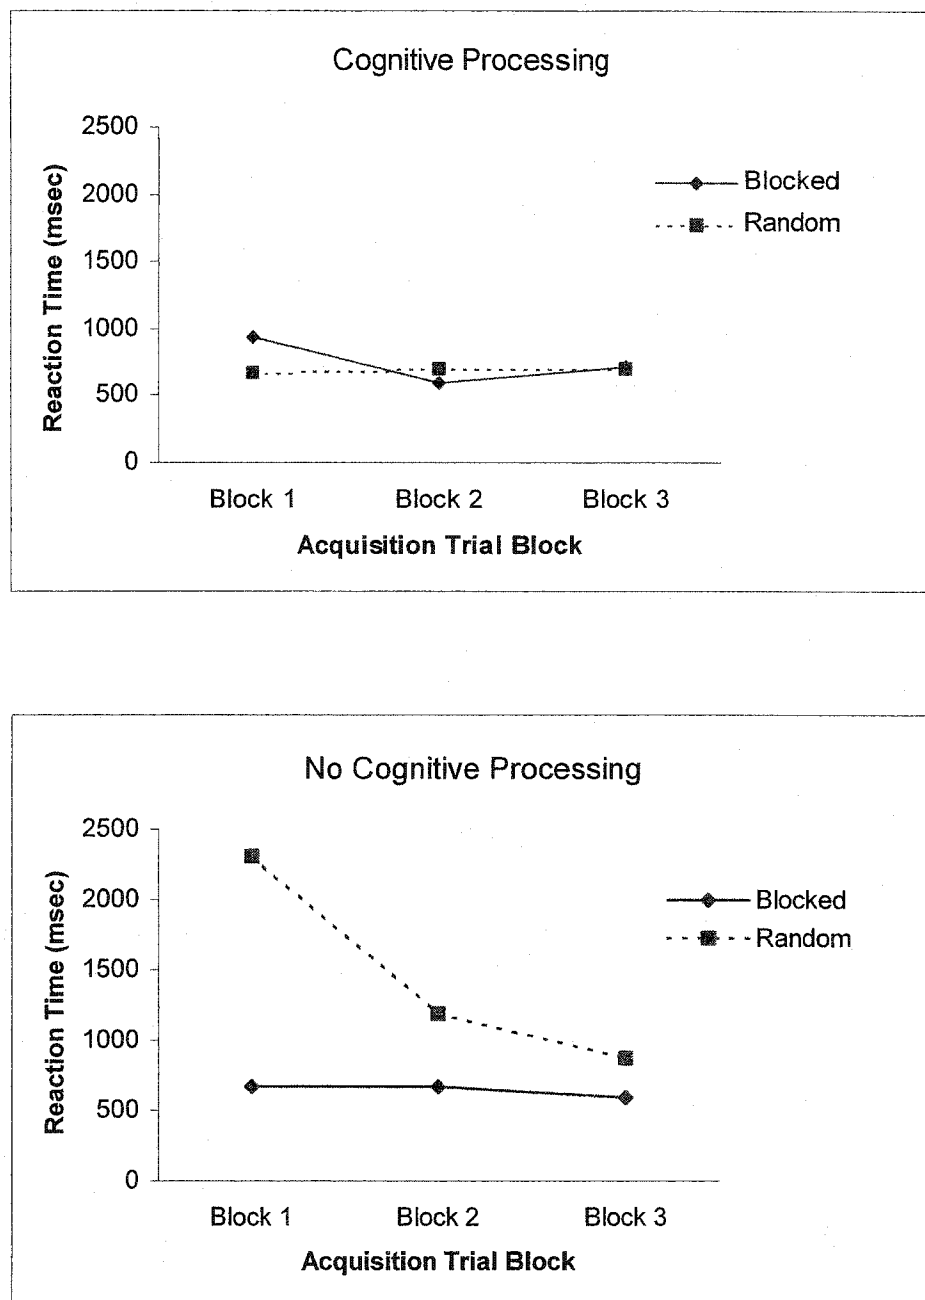 Cognitive Processing
2500
2000
1500
1000
500
0
Reaction Time (msec)
Blocked
Random
Block 1 Block 2 Block 3
Acquisition Trial Block
No Cognitive Processing
2500
2000
1500
1000
500
0
Reaction Time (msec)
Blocked
Random
Block 1 Block 2 Block 3
Acquisition Trial Block